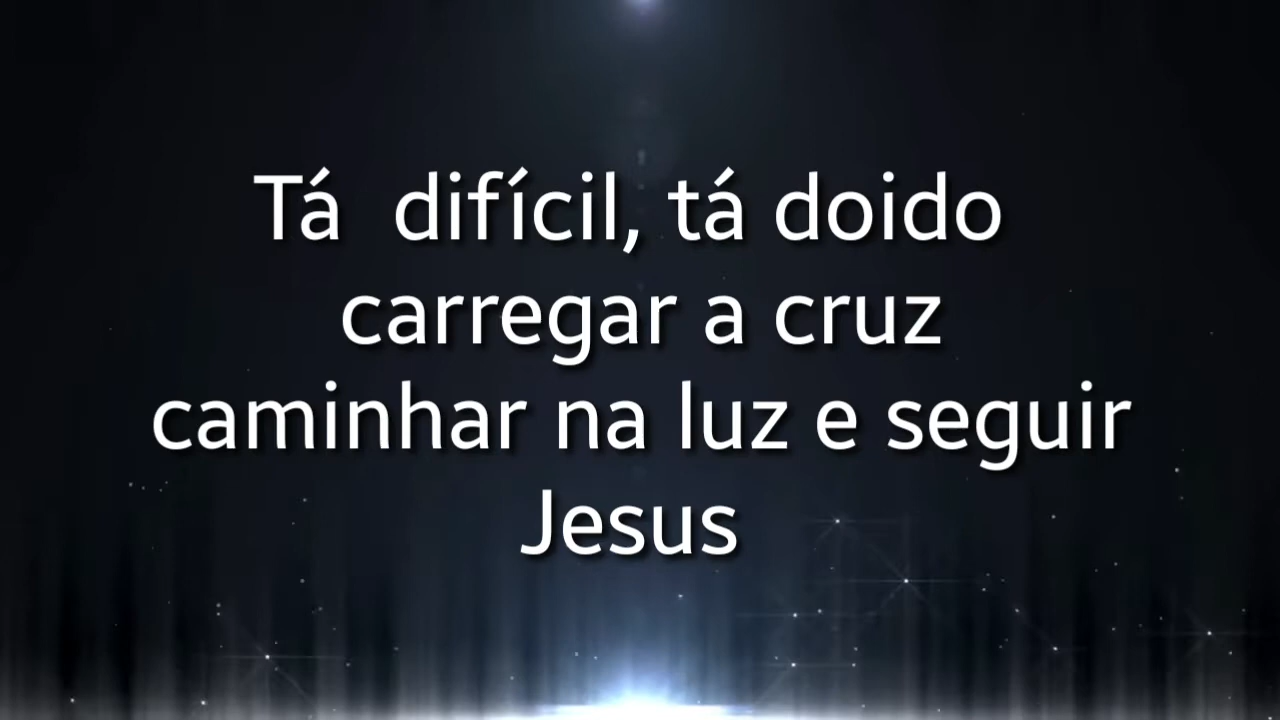 Tá  difícil, tá doido
carregar a cruz
caminhar na luz e seguir
Jesus